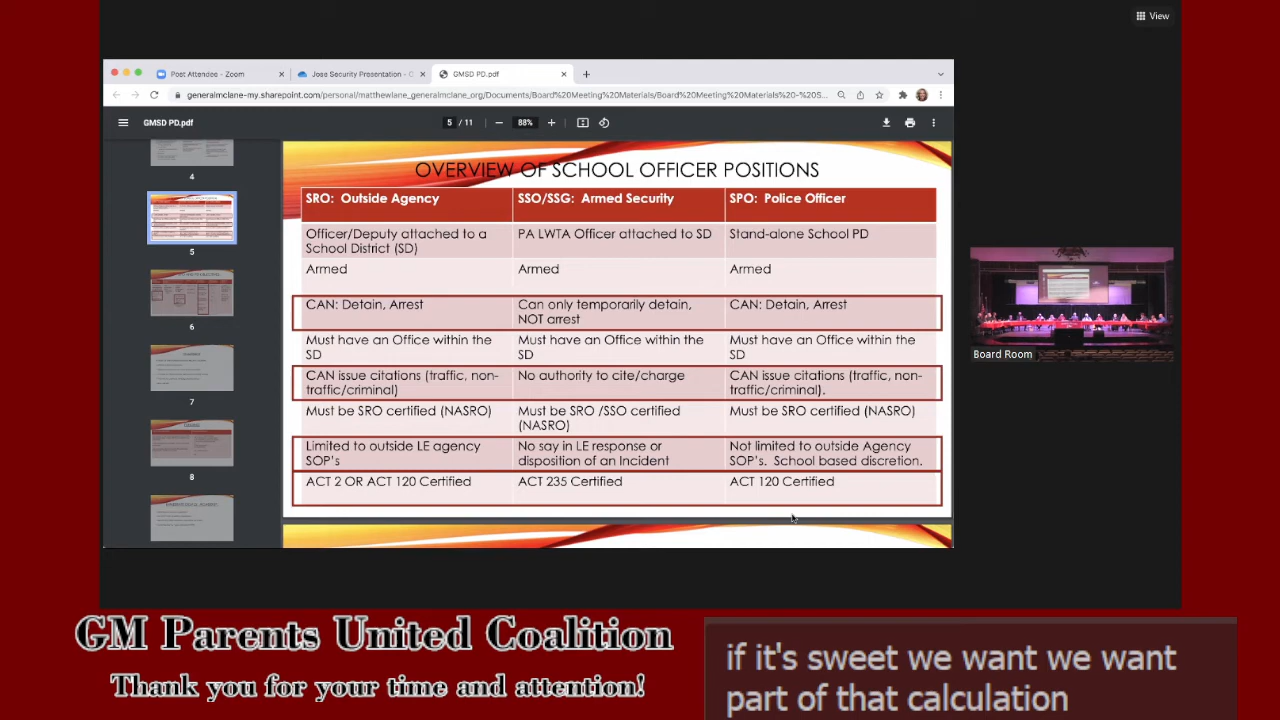 View
Post Attendee - Zoom
Joss Security Presentation - C
GMSD PD.pdf
generalmclane-my.sharepoint.com/personal/matthewlane_generalmclane_org/Documents/Board%20Meeting%20Materials/Board%20Meeting%20Materials%20-%20S...
GMSD PD.pdf
5 / 11
88%
4
5
6
7
8
OVERVIEW OF SCHOOL OFFICER POSITIONS
SRO: Outside Agency
SSO/SSG: Armed Security
SPO: Police Officer
Officer/Deputy attached to a
School District (SD)
PA LWTA Officer attached to SD
Stand-alone School PD
Armed
Armed
Armed
CAN: Detain, Arrest
Can only temporarily detain,
NOT arrest
CAN: Detain, Arrest
Must have an Office within the
SD
Must have an Office within the
SD
Must have an Office within the
SD
CAN issue citations (traffic, non-
traffic/criminal)
No authority to cite/charge
CAN issue citations (traffic, non-
traffic/criminal).
Must be SRO certified (NASRO)
Must be SRO /SSO certified
(NASRO)
Must be SRO certified (NASRO)
Limited to outside LE agency
SOP's
No say in LE response or
disposition of an Incident
Not limited to outside Agency
SOP's. School based discretion.
ACT 2 OR ACT 120 Certified
ACT 235 Certified
ACT 120 Certified
Board Room
GM Parents United Coalition
Thank you for your time and attention!
if it's sweet we want we want
part of that calculation